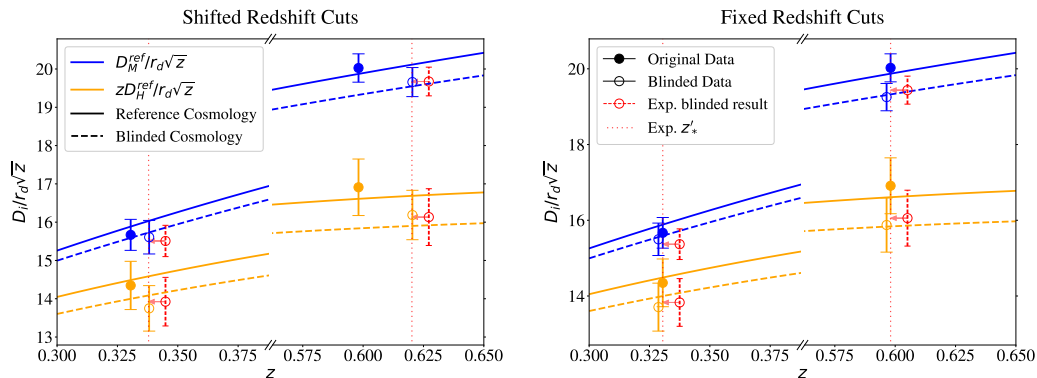 Shifted Redshift Cuts
D_M^{ref}/r_d√z
zD_H^{ref}/r_d√z
Reference Cosmology
Blinded Cosmology
D_i/r_d√z
20
19
17
16
15
14
13
0.300 0.325 0.350 0.375 0.575 0.600 0.625 0.650
z
Fixed Redshift Cuts
Original Data
Blinded Data
Exp. blinded result
Exp. z'_*
D_i/r_d√z
20
18
16
14
0.300 0.325 0.350 0.375 0.575 0.600 0.625 0.650
z